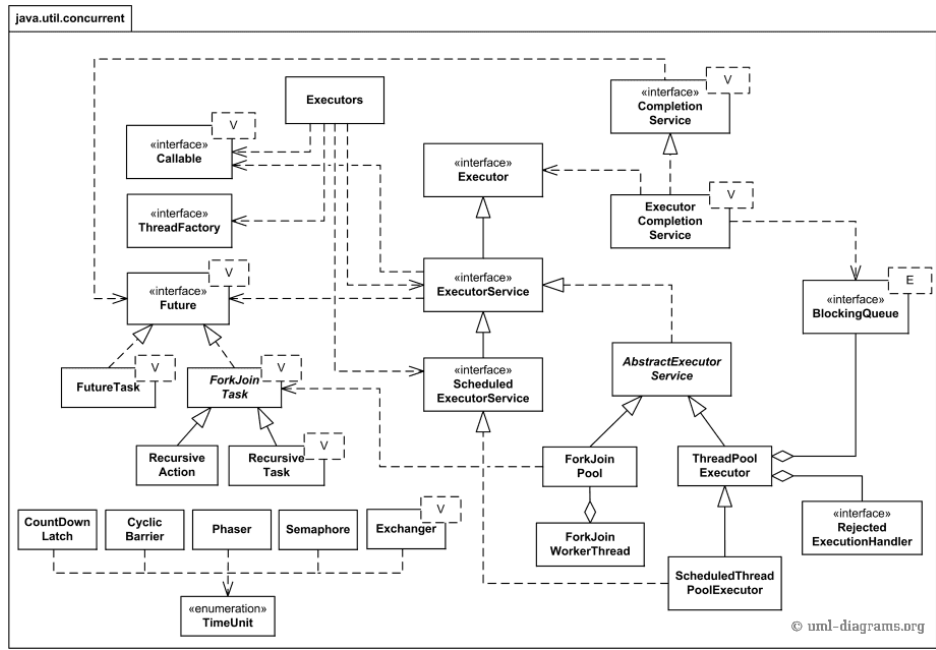 java.util.concurrent
V
«interface»
Completion
Service
Executors
V
«interface»
Callable
«interface»
Executor
«interface»
ThreadFactory
V
Executor
Completion
Service
V
«interface»
Future
«interface»
ExecutorService
E
«interface»
BlockingQueue
V
FutureTask
V
ForkJoin
Task
«interface»
Scheduled
ExecutorService
AbstractExecutor
Service
Recursive
Action
V
Recursive
Task
ForkJoin
Pool
ThreadPool
Executor
CountDown
Latch
Cyclic
Barrier
Phaser
Semaphore
V
Exchanger
ForkJoin
WorkerThread
«interface»
Rejected
ExecutionHandler
«enumeration»
TimeUnit
ScheduledThread
PoolExecutor
© uml-diagrams.org